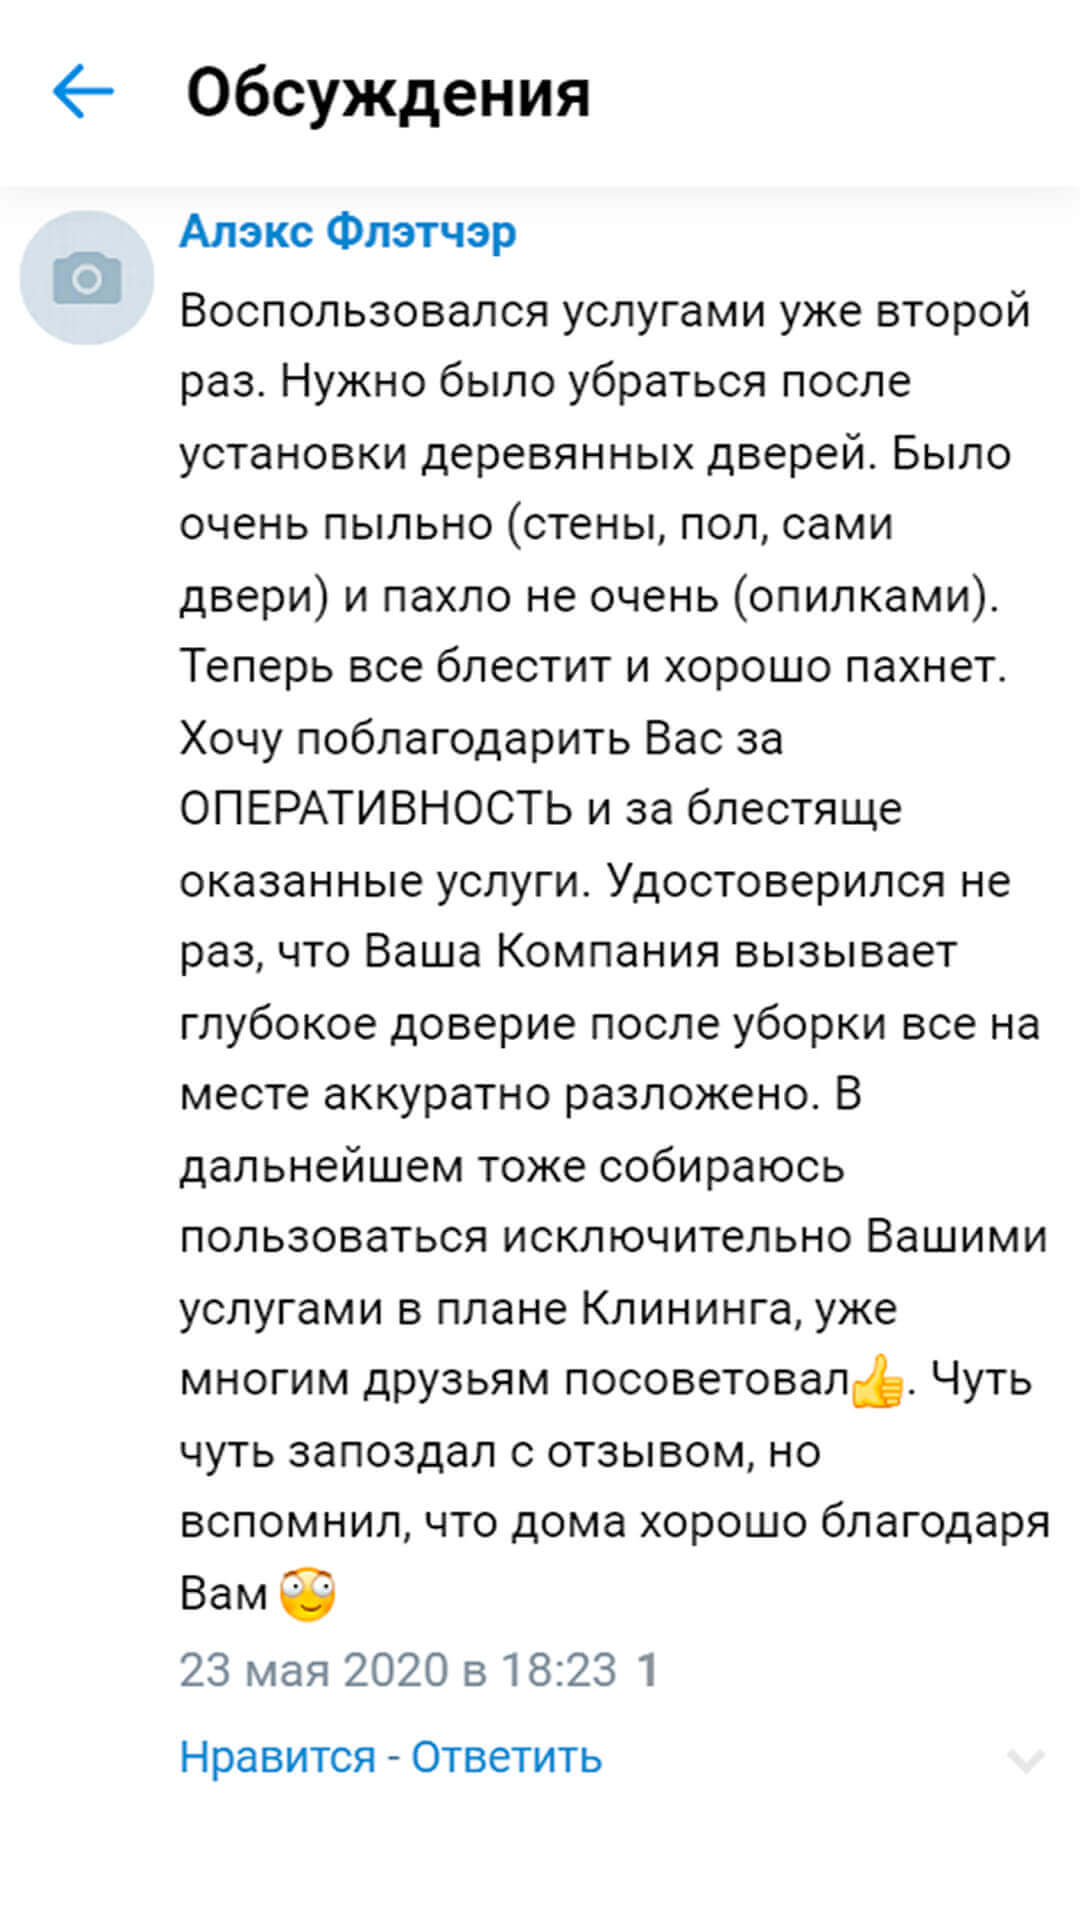 Обсуждения
Алэкс Флэтчэр
Воспользовался услугами уже второй
раз. Нужно было убраться после
установки деревянных дверей. Было
очень пыльно (стены, пол, сами
двери) и пахло не очень (опилками).
Теперь все блестит и хорошо пахнет.
Хочу поблагодарить Вас за
ОПЕРАТИВНОСТЬ и за блестяще
оказанные услуги. Удостоверился не
раз, что Ваша Компания вызывает
глубокое доверие после уборки все на
месте аккуратно разложено. В
дальнейшем тоже собираюсь
пользоваться исключительно Вашими
услугами в плане Клининга, уже
многим друзьям посоветовал👍. Чуть
чуть запоздал с отзывом, но
вспомнил, что дома хорошо благодаря
Вам 🙄
23 мая 2020 в 18:23 1
Нравится - Ответить